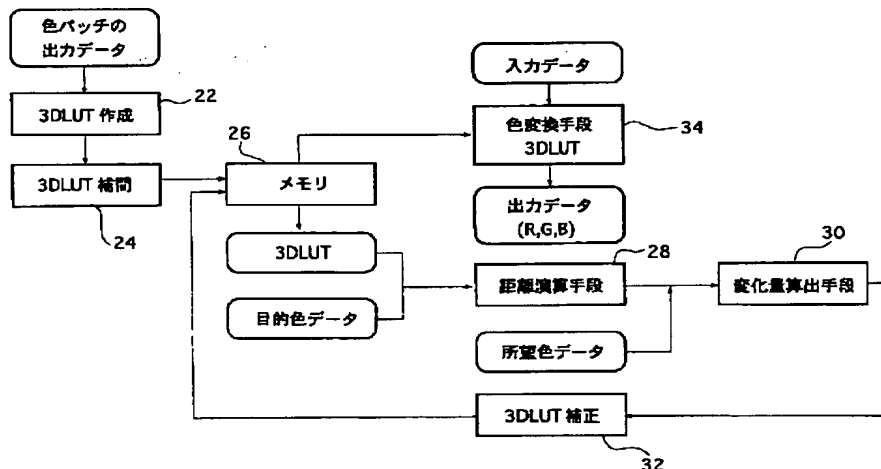 色パッチの
出力データ
22
3DLUT 作成
3DLUT 補間
24
26
メモリ
3DLUT
目的色データ
入力データ
色変換手段
3DLUT
34
出力データ
(R,G,B)
28
距離演算手段
所望色データ
30
変化量算出手段
3DLUT 補正
32